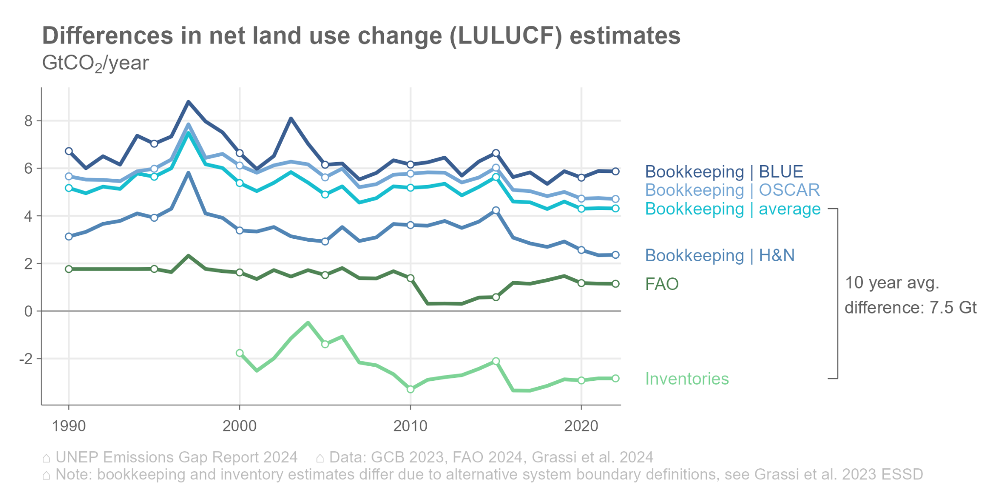 Differences in net land use change (LULUCF) estimates
GtCO₂/year
8
6
4
2
0
-2
1990 2000 2010 2020
Bookkeeping | BLUE
Bookkeeping | OSCAR
Bookkeeping | average
Bookkeeping | H&N
FAO
Inventories
10 year avg.
difference: 7.5 Gt
⌂ UNEP Emissions Gap Report 2024 ⌂ Data: GCB 2023, FAO 2024, Grassi et al. 2024
⌂ Note: bookkeeping and inventory estimates differ due to alternative system boundary definitions, see Grassi et al. 2023 ESSD